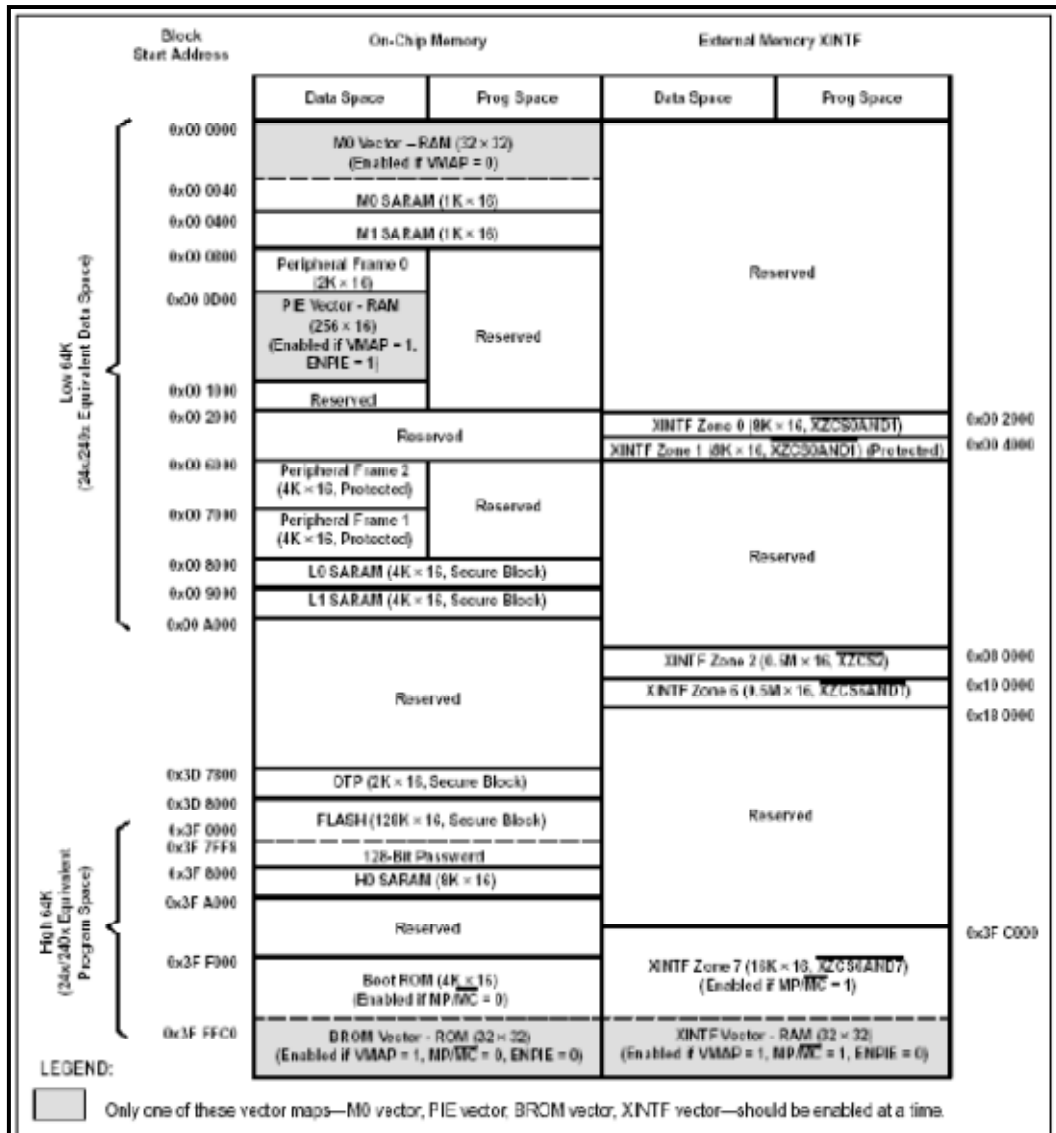 Block
Start Address
On-Chip Memory
External Memory XINTF
Data Space
Prog Space
Data Space
Prog Space
Low 64K
(24x/240x Equivalent Data Space)
0x00 0000
M0 Vector – RAM (32 × 32)
(Enabled if VMAP = 0)
0x00 0040
M0 SARAM (1K × 16)
0x00 0400
M1 SARAM (1K × 16)
0x00 0800
Peripheral Frame 0
(2K × 16)
0x00 0D00
PIE Vector - RAM
(256 × 16)
(Enabled if VMAP = 1,
ENPIE = 1)
Reserved
Reserved
0x00 1000
Reserved
0x00 2000
Reserved
XINTF Zone 0 (8K × 16, XZCS0AND1)
0x00 2000
XINTF Zone 1 (8K × 16, XZCS0AND1) (Protected)
0x00 4000
0x00 6000
Peripheral Frame 2
(4K × 16, Protected)
Reserved
0x00 7000
Peripheral Frame 1
(4K × 16, Protected)
Reserved
0x00 8000
L0 SARAM (4K × 16, Secure Block)
0x00 9000
L1 SARAM (4K × 16, Secure Block)
0x00 A000
Reserved
XINTF Zone 2 (0.5M × 16, XZCS2)
0x08 0000
XINTF Zone 6 (0.5M × 16, XZCS6AND7)
0x10 0000
0x18 0000
0x3D 7800
OTP (2K × 16, Secure Block)
0x3D 8000
FLASH (128K × 16, Secure Block)
Reserved
High 64K
(24x/240x Equivalent
Program Space)
0x3F 0000
0x3F 7FF8
128-Bit Password
0x3F 8000
H0 SARAM (8K × 16)
0x3F A000
Reserved
0x3F C000
0x3F F000
Boot ROM (4K × 16)
(Enabled if MP/MC = 0)
XINTF Zone 7 (16K × 16, XZCS6AND7)
(Enabled if MP/MC = 1)
0x3F FFC0
BROM Vector - ROM (32 × 32)
(Enabled if VMAP = 1, MP/MC = 0, ENPIE = 0)
XINTF Vector - RAM (32 × 32)
(Enabled if VMAP = 1, MP/MC = 1, ENPIE = 0)
LEGEND:
Only one of these vector maps—M0 vector, PIE vector, BROM vector, XINTF vector—should be enabled at a time.